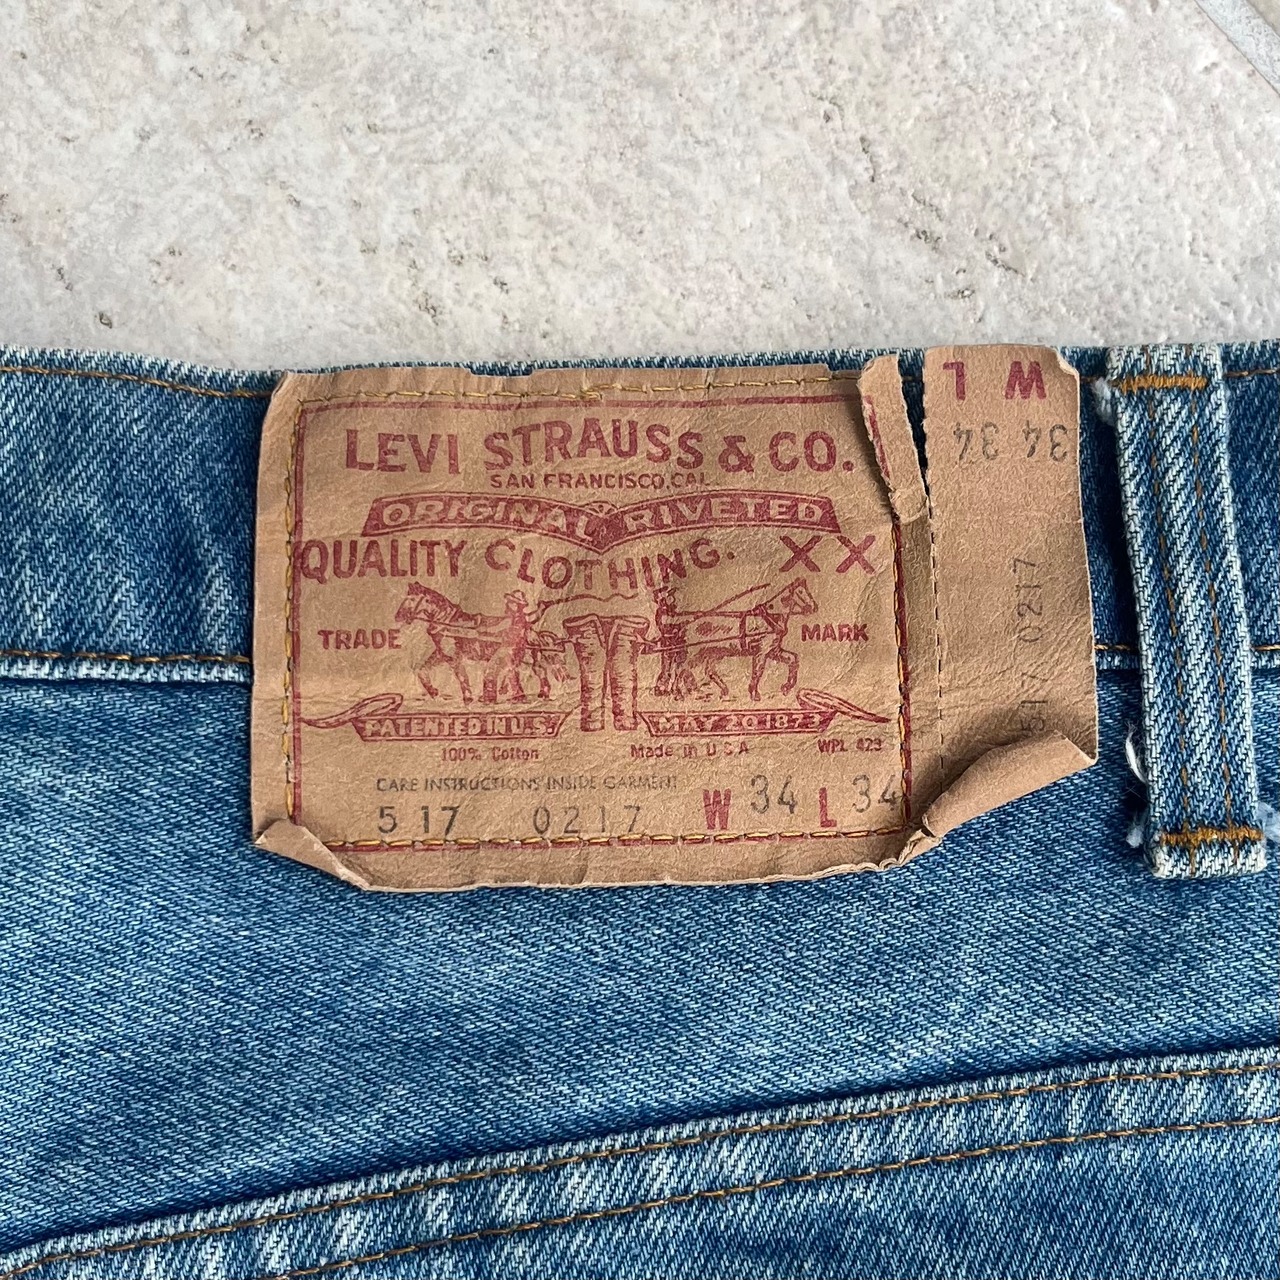 LEVI STRAUSS & CO.
SAN FRANCISCO, CAL.
ORIGINAL RIVETED
QUALITY CLOTHING. XX
TRADE MARK
PATENTED IN U.S. MAY 20 1873
100% Cotton Made in U S A WPL 423
CARE INSTRUCTIONS INSIDE GARMENT
517 0217 W 34 L 34
W L
34 34
0217